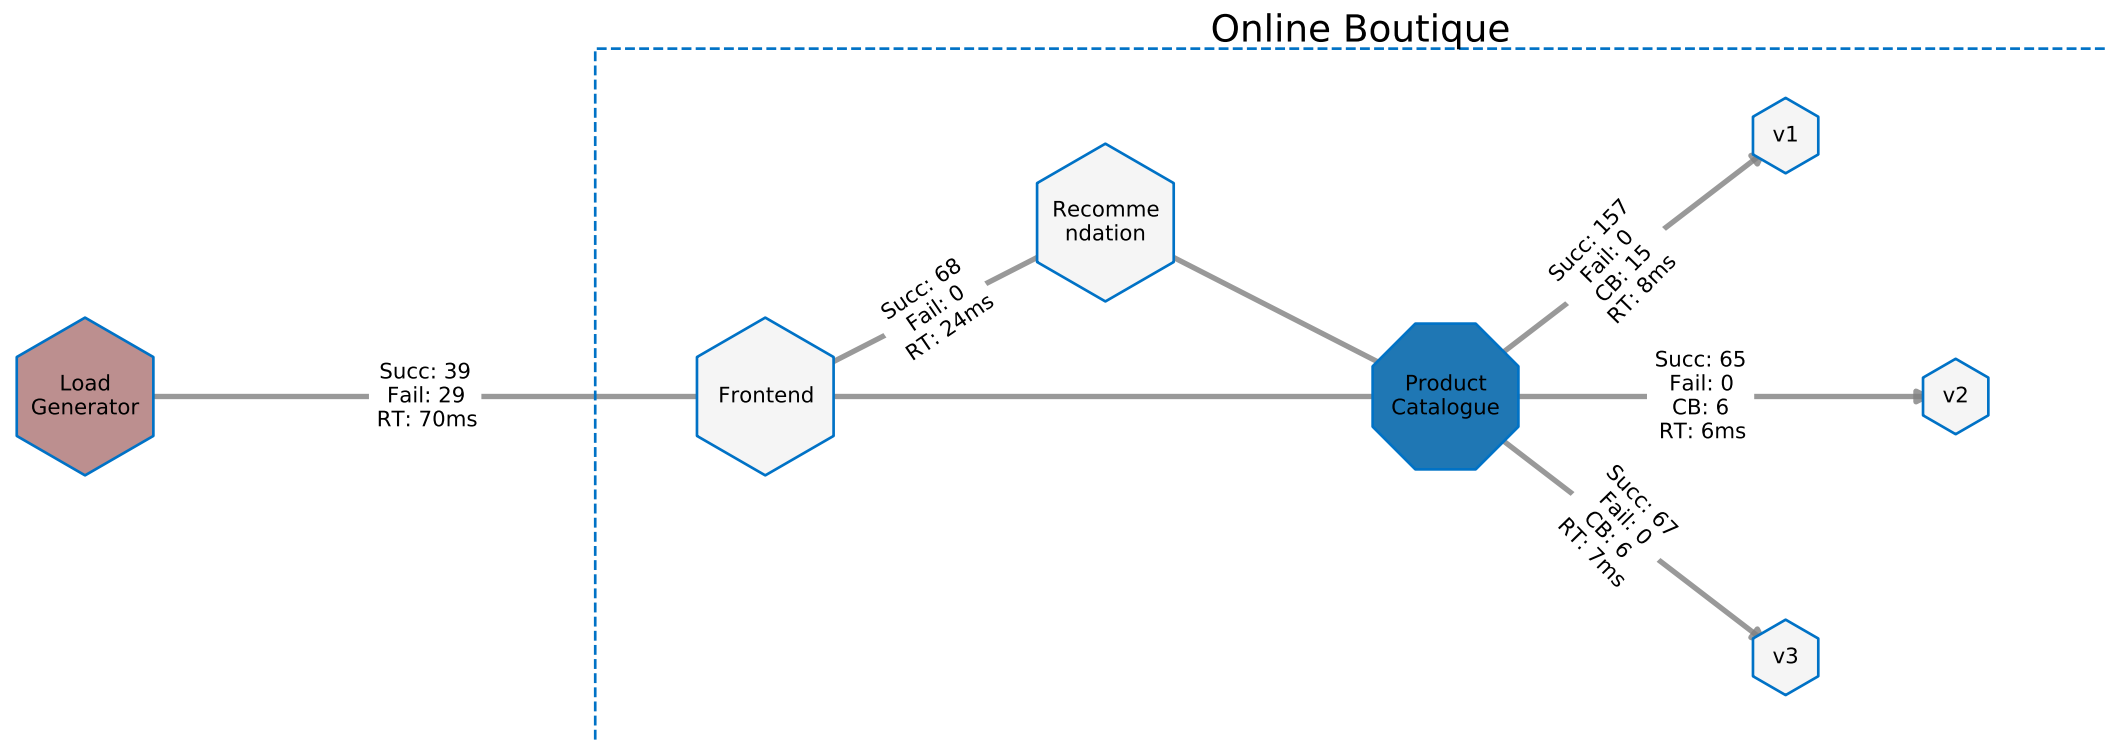 Online Boutique
Load
Generator
Succ: 39
Fail: 29
RT: 70ms
Frontend
Succ: 68
Fail: 0
RT: 24ms
Recomme
ndation
Product
Catalogue
Succ: 157
Fail: 0
CB: 15
RT: 8ms
v1
Succ: 65
Fail: 0
CB: 6
RT: 6ms
v2
Succ: 67
Fail: 0
CB: 6
RT: 7ms
v3